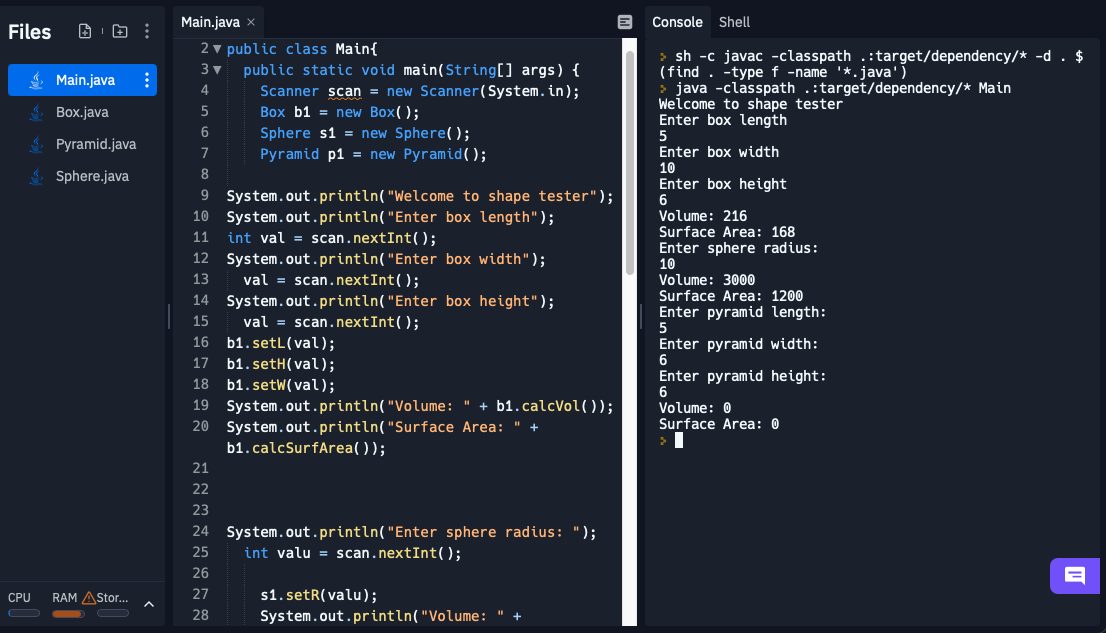 Files
Main.java
Box.java
Pyramid.java
Sphere.java
CPU
RAM
Stor...
Main.java ×
2 public class Main{
3 public static void main(String[] args) {
4 Scanner scan = new Scanner(System.in);
5 Box b1 = new Box();
6 Sphere s1 = new Sphere();
7 Pyramid p1 = new Pyramid();
8
9 System.out.println("Welcome to shape tester");
10 System.out.println("Enter box length");
11 int val = scan.nextInt();
12 System.out.println("Enter box width");
13 val = scan.nextInt();
14 System.out.println("Enter box height");
15 val = scan.nextInt();
16 b1.setL(val);
17 b1.setH(val);
18 b1.setW(val);
19 System.out.println("Volume: " + b1.calcVol());
20 System.out.println("Surface Area: " +
b1.calcSurfArea());
21
22
23
24 System.out.println("Enter sphere radius: ");
25 int valu = scan.nextInt();
26
27 s1.setR(valu);
28 System.out.println("Volume: " +
Console Shell
sh -c javac -classpath .:target/dependency/* -d . $
(find . -type f -name '*.java')
java -classpath .:target/dependency/* Main
Welcome to shape tester
Enter box length
5
Enter box width
10
Enter box height
6
Volume: 216
Surface Area: 168
Enter sphere radius:
10
Volume: 3000
Surface Area: 1200
Enter pyramid length:
5
Enter pyramid width:
6
Enter pyramid height:
6
Volume: 0
Surface Area: 0